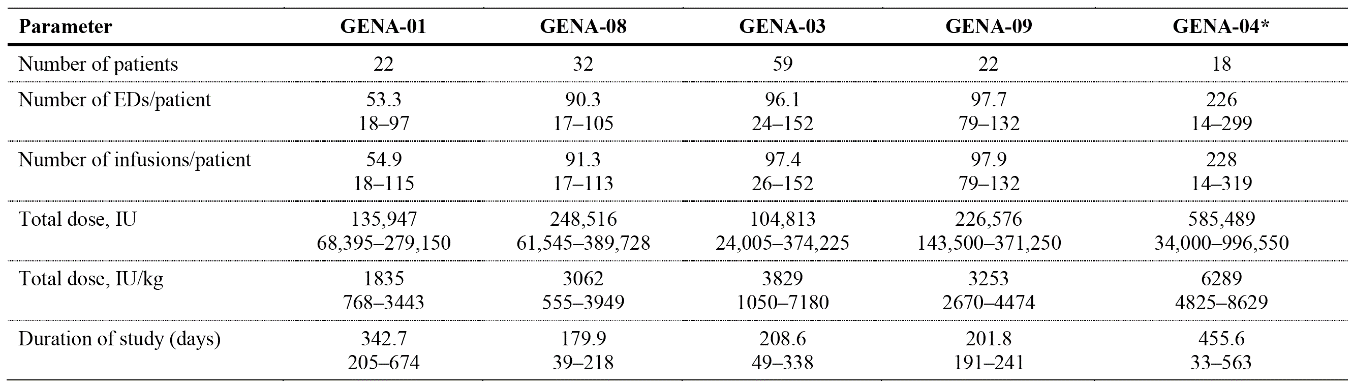 Parameter GENA-01 GENA-08 GENA-03 GENA-09 GENA-04*
Number of patients 22 32 59 22 18
Number of EDs/patient 53.3 90.3 96.1 97.7 226
18–97 17–105 24–152 79–132 14–299
Number of infusions/patient 54.9 91.3 97.4 97.9 228
18–115 17–113 26–152 79–132 14–319
Total dose, IU 135,947 248,516 104,813 226,576 585,489
68,395–279,150 61,545–389,728 24,005–374,225 143,500–371,250 34,000–996,550
Total dose, IU/kg 1835 3062 3829 3253 6289
768–3443 555–3949 1050–7180 2670–4474 4825–8629
Duration of study (days) 342.7 179.9 208.6 201.8 455.6
205–674 39–218 49–338 191–241 33–563